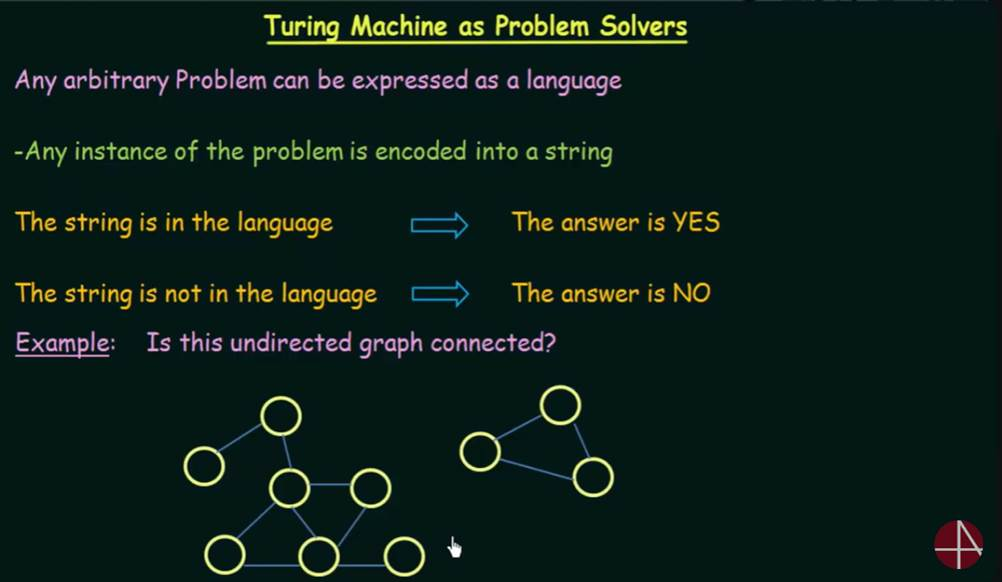 Turing Machine as Problem Solvers
Any arbitrary Problem can be expressed as a language
-Any instance of the problem is encoded into a string
The string is in the language The answer is YES
The string is not in the language The answer is NO
Example: Is this undirected graph connected?